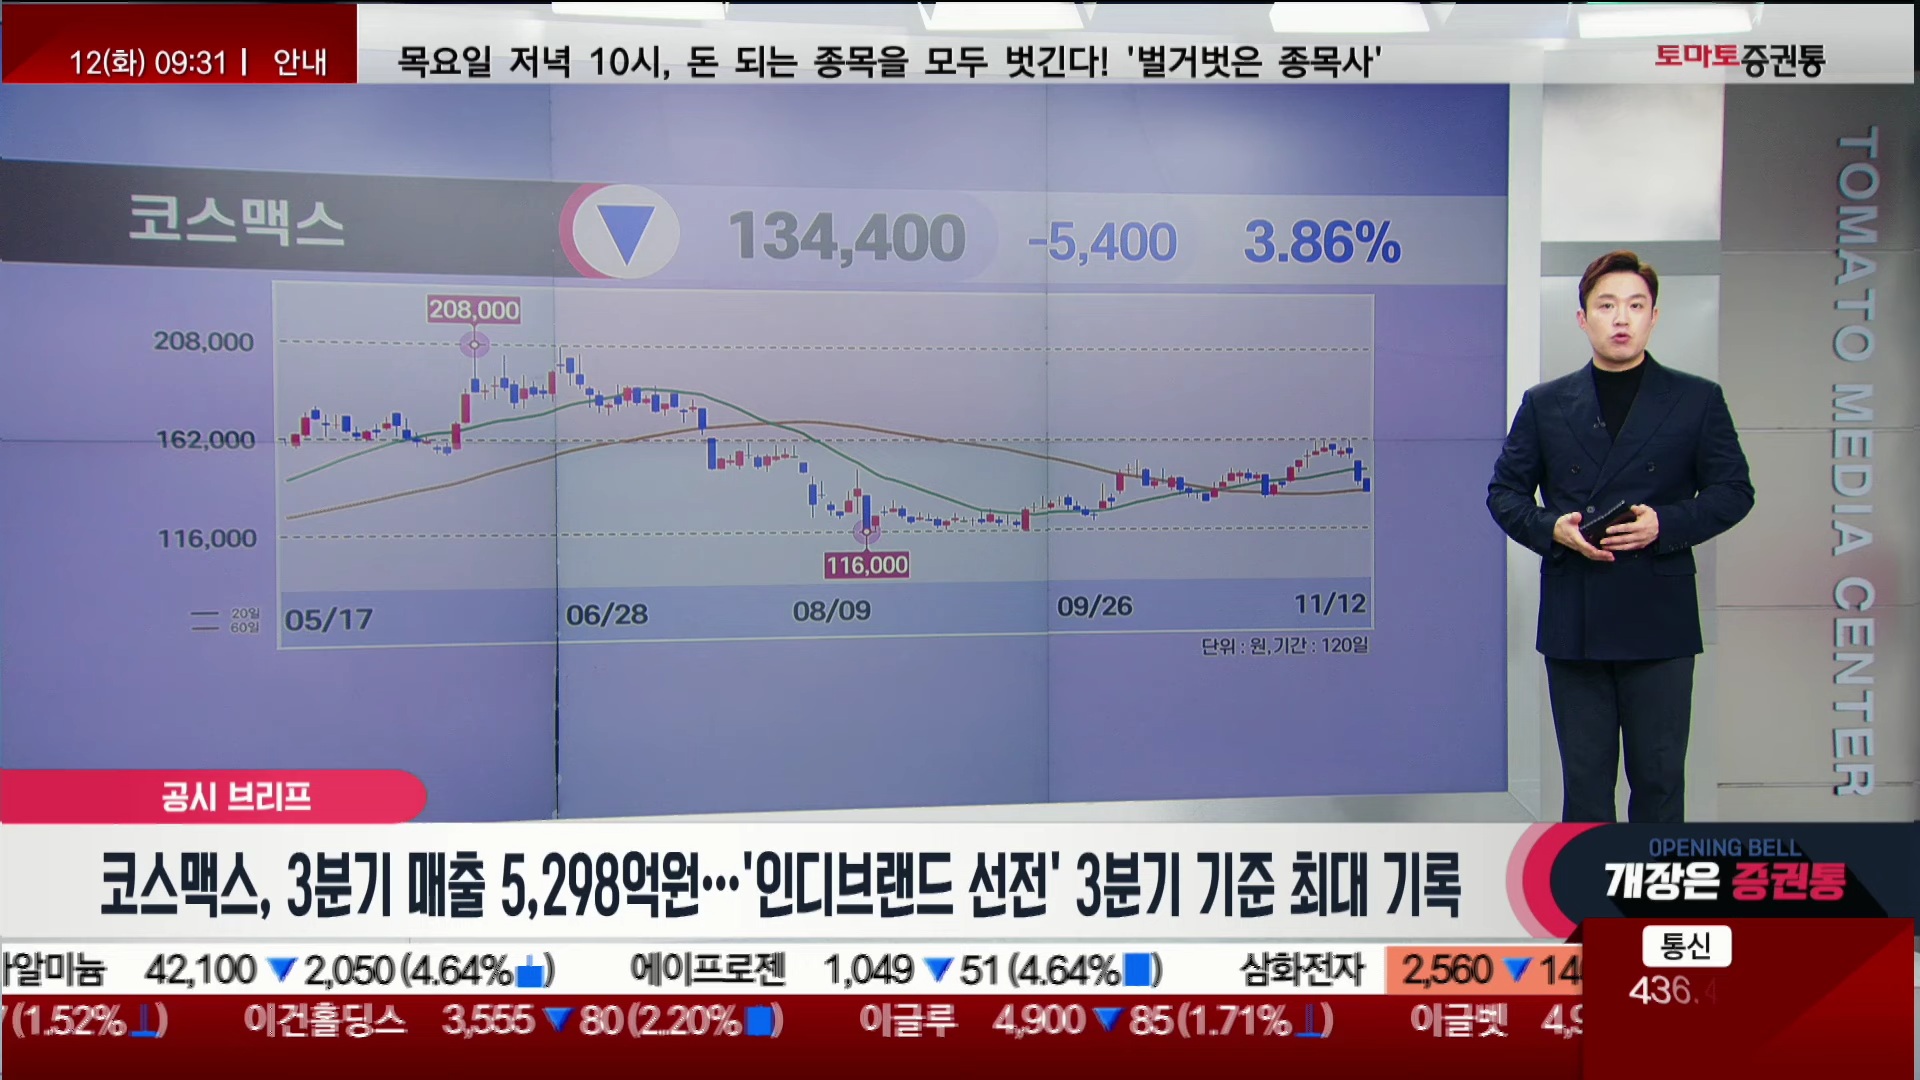 12(화) 09:31 | 안내
목요일 저녁 10시, 돈 되는 종목을 모두 벗긴다! '벌거벗은 종목사'
토마토증권통
코스맥스
134,400
-5,400
3.86%
208,000
208,000
162,000
116,000
116,000
20일
60일
05/17
06/28
08/09
09/26
11/12
단위 : 원, 기간 : 120일
TOMATO MEDIA CENTER
공시 브리프
코스맥스, 3분기 매출 5,298억원…'인디브랜드 선전' 3분기 기준 최대 기록
OPENING BELL
개장은 증권통
알미늄 42,100 ▼ 2,050 (4.64%) 에이프로젠 1,049 ▼ 51 (4.64%) 삼화전자 2,560 ▼
통신
436.
(1.52%) 이건홀딩스 3,555 ▼ 80 (2.20%) 이글루 4,900 ▼ 85 (1.71%) 이글벳